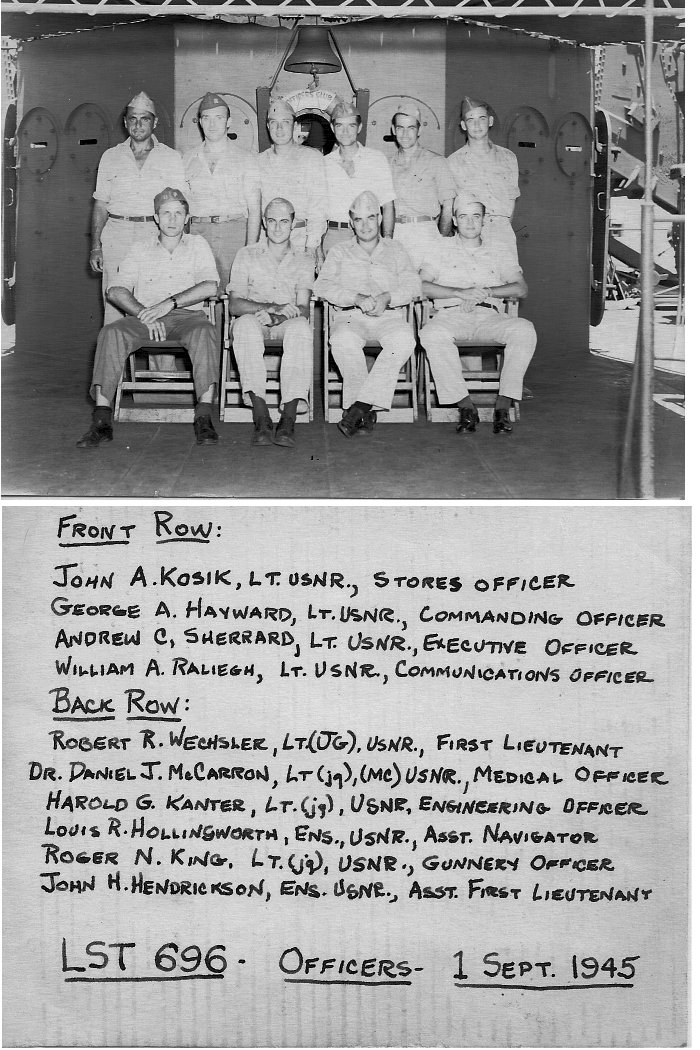 FRONT ROW:
JOHN A. KOSIK, LT. USNR., STORES OFFICER
GEORGE A. HAYWARD, LT. USNR., COMMANDING OFFICER
ANDREW C, SHERRARD, LT. USNR., EXECUTIVE OFFICER
WILLIAM A. RALIEGH, LT. USNR., COMMUNICATIONS OFFICER
BACK ROW:
ROBERT R. WECHSLER, LT.(JG), USNR., FIRST LIEUTENANT
DR. DANIEL J. MCCARRON, LT (jg), (MC) USNR., MEDICAL OFFICER
HAROLD G. KANTER, LT. (jg), USNR, ENGINEERING OFFICER
LOUIS R. HOLLINGWORTH, ENS., USNR., ASST. NAVIGATOR
ROGER N. KING. LT. (jg), USNR., GUNNERY OFFICER
JOHN H. HENDRICKSON, ENS. USNR., ASST. FIRST LIEUTENANT
LST 696 - OFFICERS - 1 SEPT. 1945